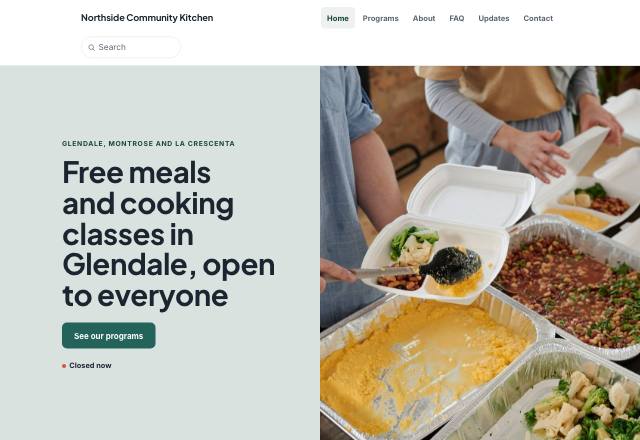 Northside Community Kitchen
Home Programs About FAQ Updates Contact
Search
GLENDALE, MONTROSE AND LA CRESCENTA
Free meals
and cooking
classes in
Glendale, open
to everyone
See our programs
Closed now